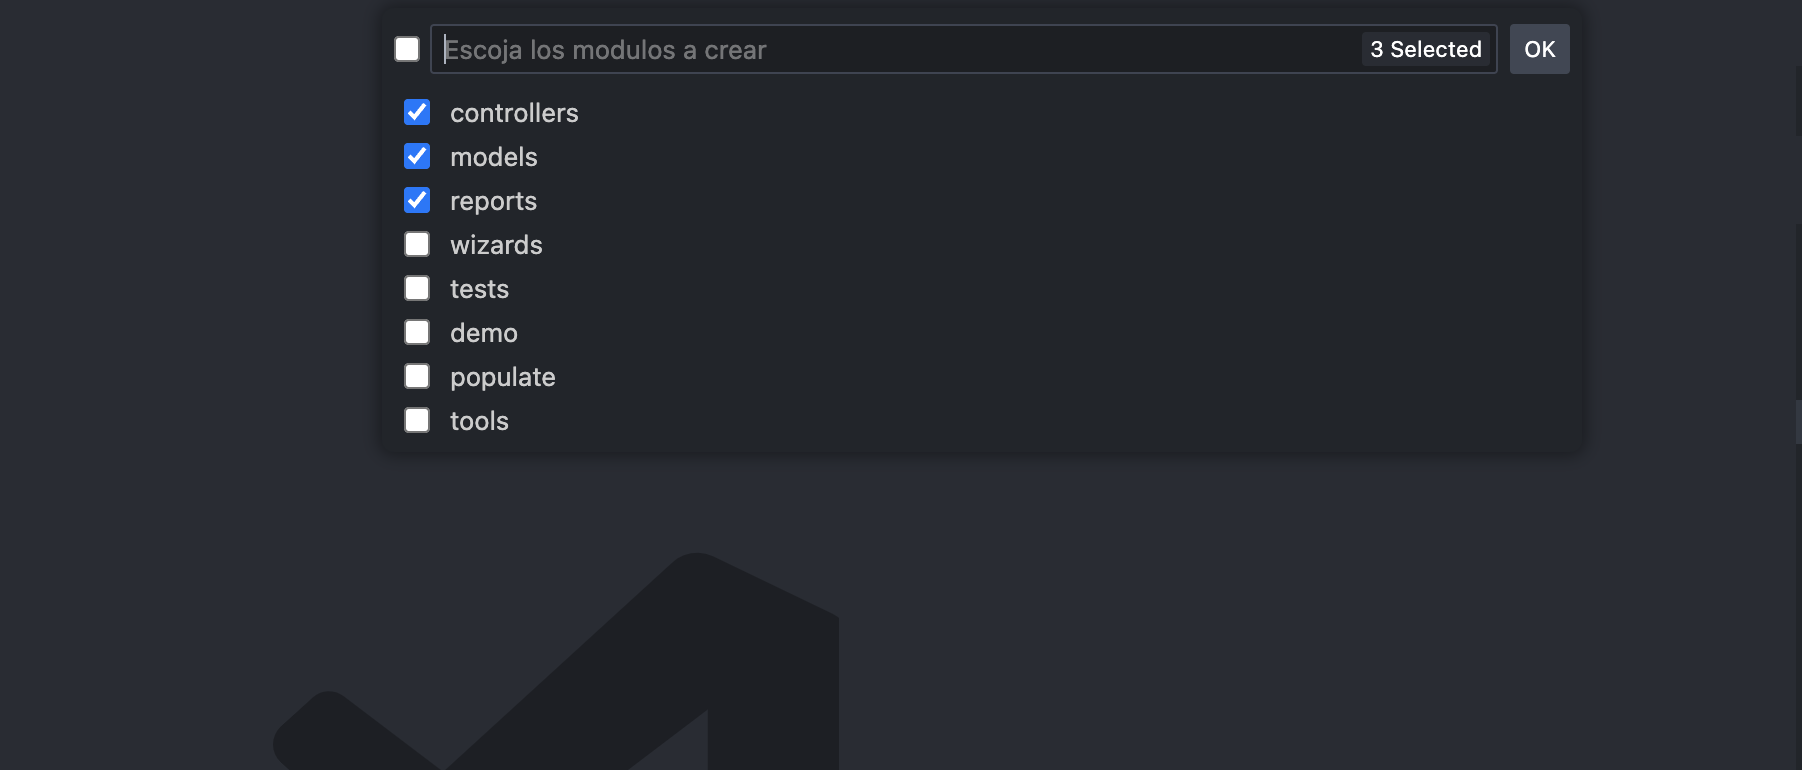 Escoja los modulos a crear 3 Selected OK
controllers
models
reports
wizards
tests
demo
populate
tools